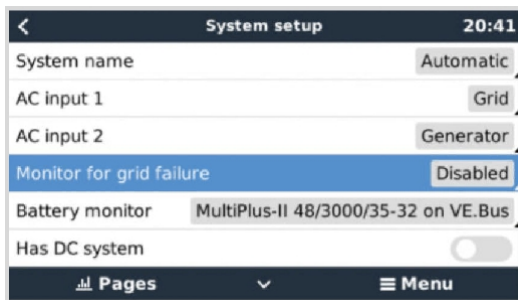 System setup 20:41
System name Automatic
AC input 1 Grid
AC input 2 Generator
Monitor for grid failure Disabled
Battery monitor MultiPlus-II 48/3000/35-32 on VE.Bus
Has DC system
Pages Menu